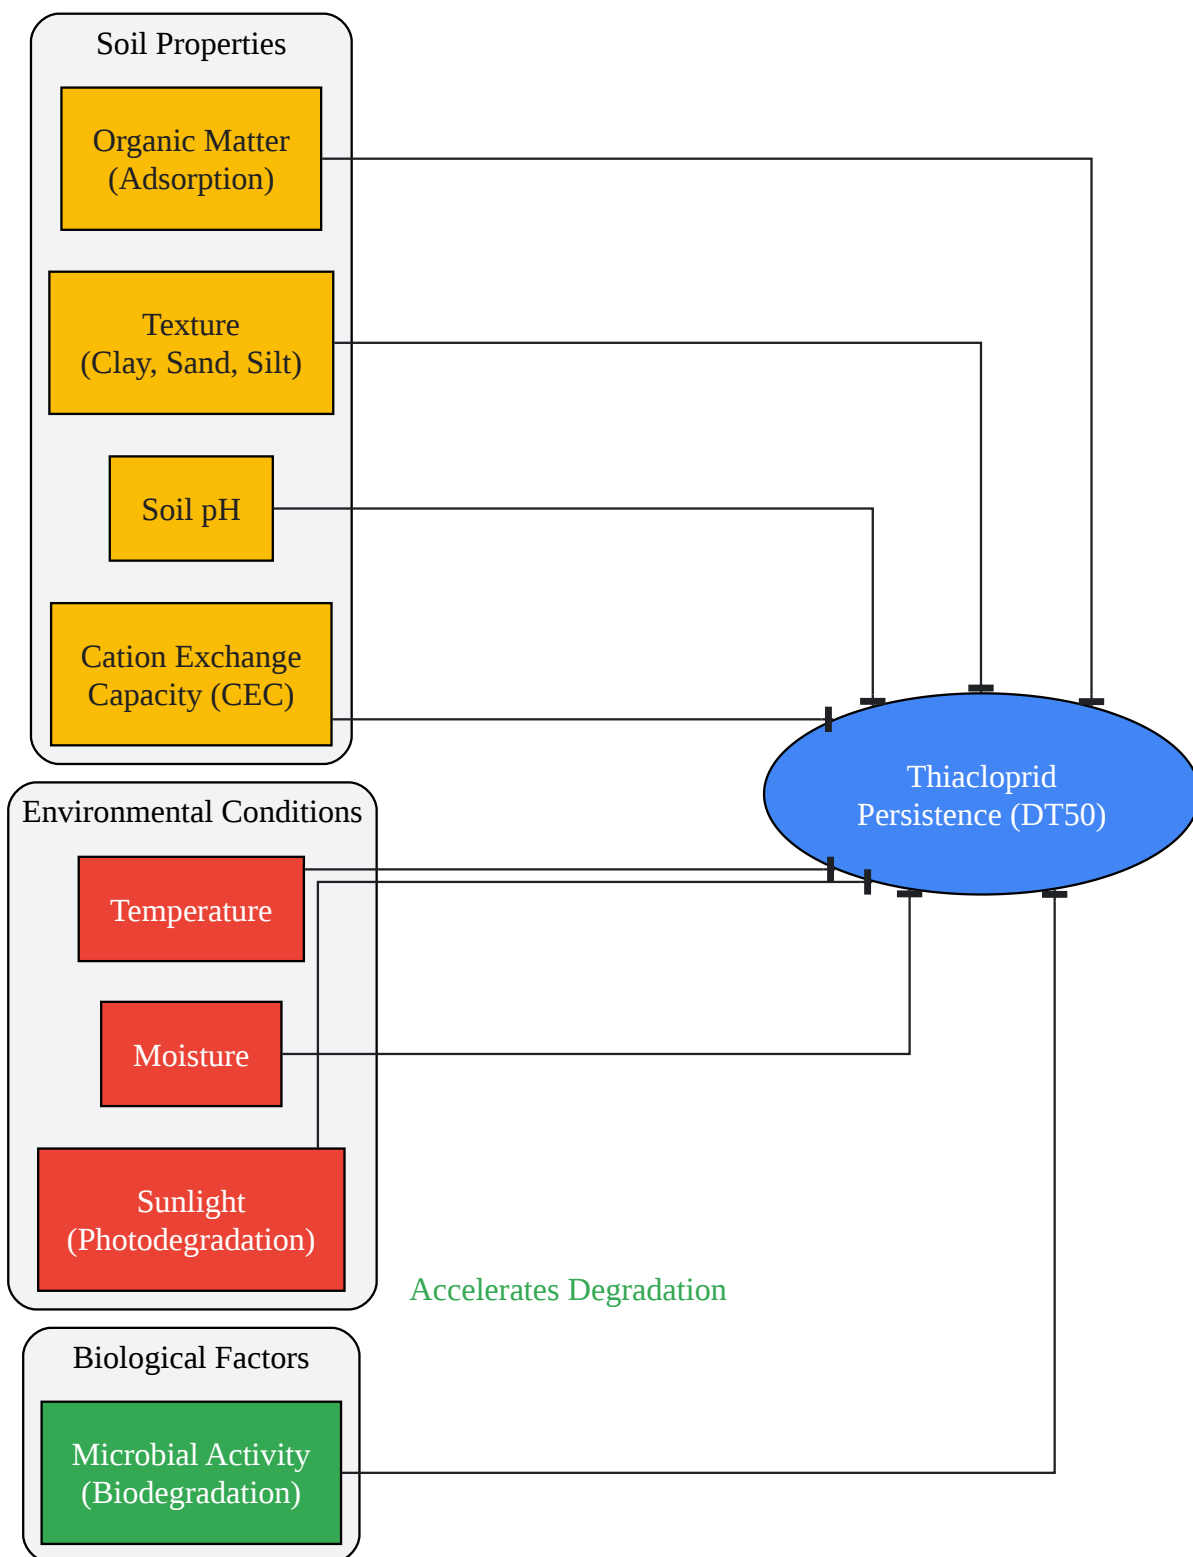 Soil Properties
Organic Matter
(Adsorption)
Texture
(Clay, Sand, Silt)
Soil pH
Cation Exchange
Capacity (CEC)
Thiacloprid
Persistence (DT50)
Environmental Conditions
Temperature
Moisture
Sunlight
(Photodegradation)
Accelerates Degradation
Biological Factors
Microbial Activity
(Biodegradation)